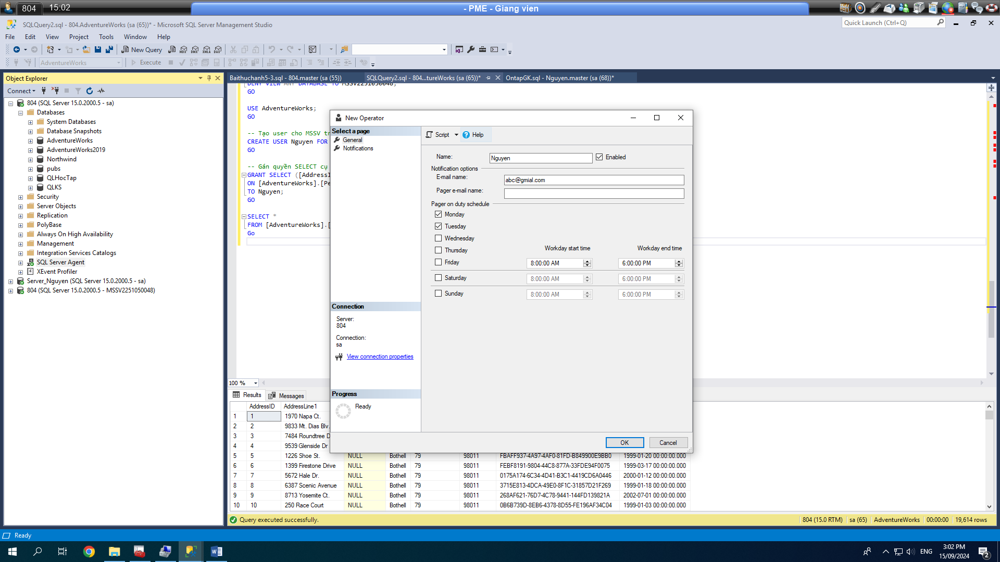 804
15:02
- PME - Giang vien
SQLQuery2.sql - 804.AdventureWorks (sa (65))* - Microsoft SQL Server Management Studio
Quick Launch (Ctrl+Q)
File Edit View Project Tools Window Help
New Query
MDX DMX XMLA DAX
AdventureWorks
Execute
Object Explorer
Connect
804 (SQL Server 15.0.2000.5 - sa)
Databases
System Databases
Database Snapshots
AdventureWorks
AdventureWorks2019
Northwind
pubs
QLHocTap
QLKS
Security
Server Objects
Replication
PolyBase
Always On High Availability
Management
Integration Services Catalogs
SQL Server Agent
XEvent Profiler
Server_Nguyen (SQL Server 15.0.2000.5 - sa)
804 (SQL Server 15.0.2000.5 - MSSV2251050048)
Baithuchanh5-3.sql - 804.master (sa (55))
SQLQuery2.sql - 804...tureWorks (sa (65))*
OntapGK.sql - Nguyen.master (sa (68))*
DENY VIEW ANY DATABASE TO MSSV2251050048;
GO
USE AdventureWorks;
GO
-- Tạo user cho MSSV tr
CREATE USER Nguyen FOR
GO
-- Gán quyền SELECT cụ
GRANT SELECT ([AddressI
ON [AdventureWorks].[Pe
TO Nguyen;
GO
SELECT *
FROM [AdventureWorks].[
Go
New Operator
Select a page
General
Notifications
Script
Help
Name:
Nguyen
Enabled
Notification options
E-mail name:
abc@gmial.com
Pager e-mail name:
Pager on duty schedule
Monday
Tuesday
Wednesday
Thursday
Workday start time
Workday end time
Friday
8:00:00 AM
6:00:00 PM
Saturday
8:00:00 AM
6:00:00 PM
Sunday
8:00:00 AM
6:00:00 PM
Connection
Server:
804
Connection:
sa
View connection properties
Progress
Ready
OK
Cancel
100 %
Results
Messages
AddressID AddressLine1
1 1 1970 Napa Ct.
2 2 9833 Mt. Dias Blv.
3 3 7484 Roundtree D
4 4 9539 Glenside Dr
5 5 1226 Shoe St. NULL Bothell 79 98011 FBAFF937-4A97-4AF0-81FD-B849900E9BB0 1999-01-20 00:00:00.000
6 6 1399 Firestone Drive NULL Bothell 79 98011 FEBF8191-9804-44C8-877A-33FDE94F0075 1999-03-17 00:00:00.000
7 7 5672 Hale Dr. NULL Bothell 79 98011 0175A174-6C34-4D41-B3C1-4419CD6A0446 2000-01-12 00:00:00.000
8 8 6387 Scenic Avenue NULL Bothell 79 98011 3715E813-4DCA-49E0-8F1C-31857D21F269 1999-01-18 00:00:00.000
9 9 8713 Yosemite Ct. NULL Bothell 79 98011 268AF621-76D7-4C78-9441-144FD139821A 2002-07-01 00:00:00.000
10 10 250 Race Court NULL Bothell 79 98011 0B6B739D-8EB6-4378-8D55-FE196AF34C04 1999-01-03 00:00:00.000
Query executed successfully.
804 (15.0 RTM) sa (65) AdventureWorks 00:00:00 19,614 rows
Ready
ENG
3:02 PM
15/09/2024
2